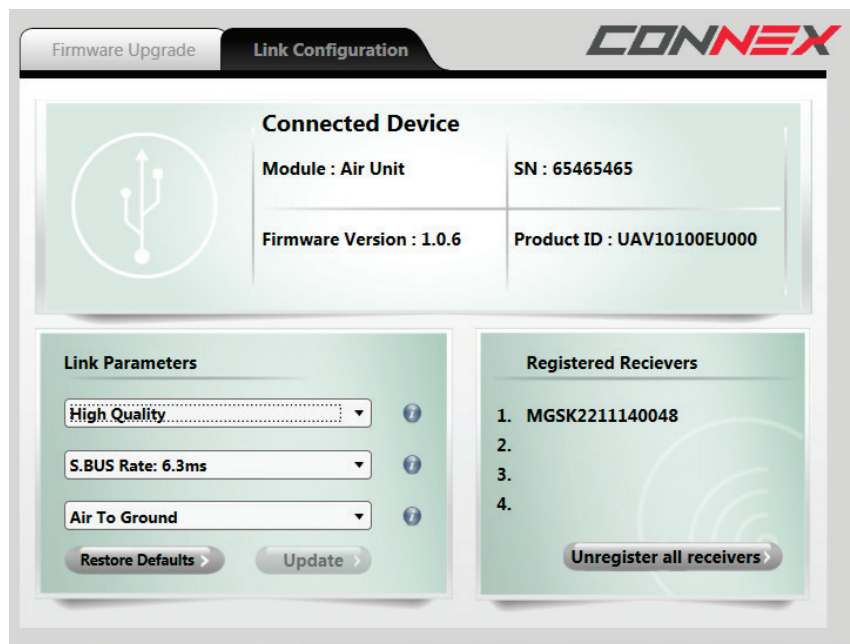 Firmware Upgrade
Link Configuration
CONNEX
Connected Device
Module : Air Unit
SN : 65465465
Firmware Version : 1.0.6
Product ID : UAV10100EU000
Link Parameters
High Quality
S.BUS Rate: 6.3ms
Air To Ground
Restore Defaults
Update
Registered Recievers
1. MGSK2211140048
2.
3.
4.
Unregister all receivers